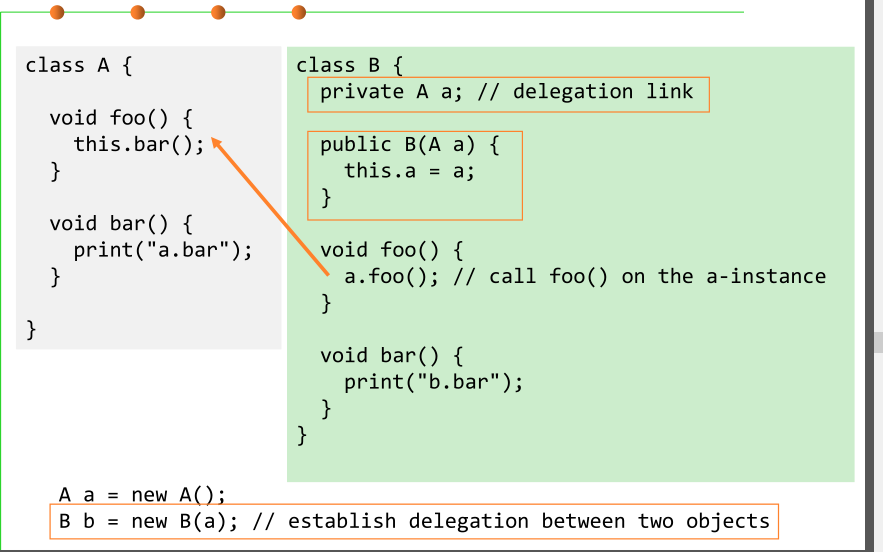 class A {
void foo() {
this.bar();
}
void bar() {
print("a.bar");
}
}
class B {
private A a; // delegation link
public B(A a) {
this.a = a;
}
void foo() {
a.foo(); // call foo() on the a-instance
}
void bar() {
print("b.bar");
}
}
A a = new A();
B b = new B(a); // establish delegation between two objects